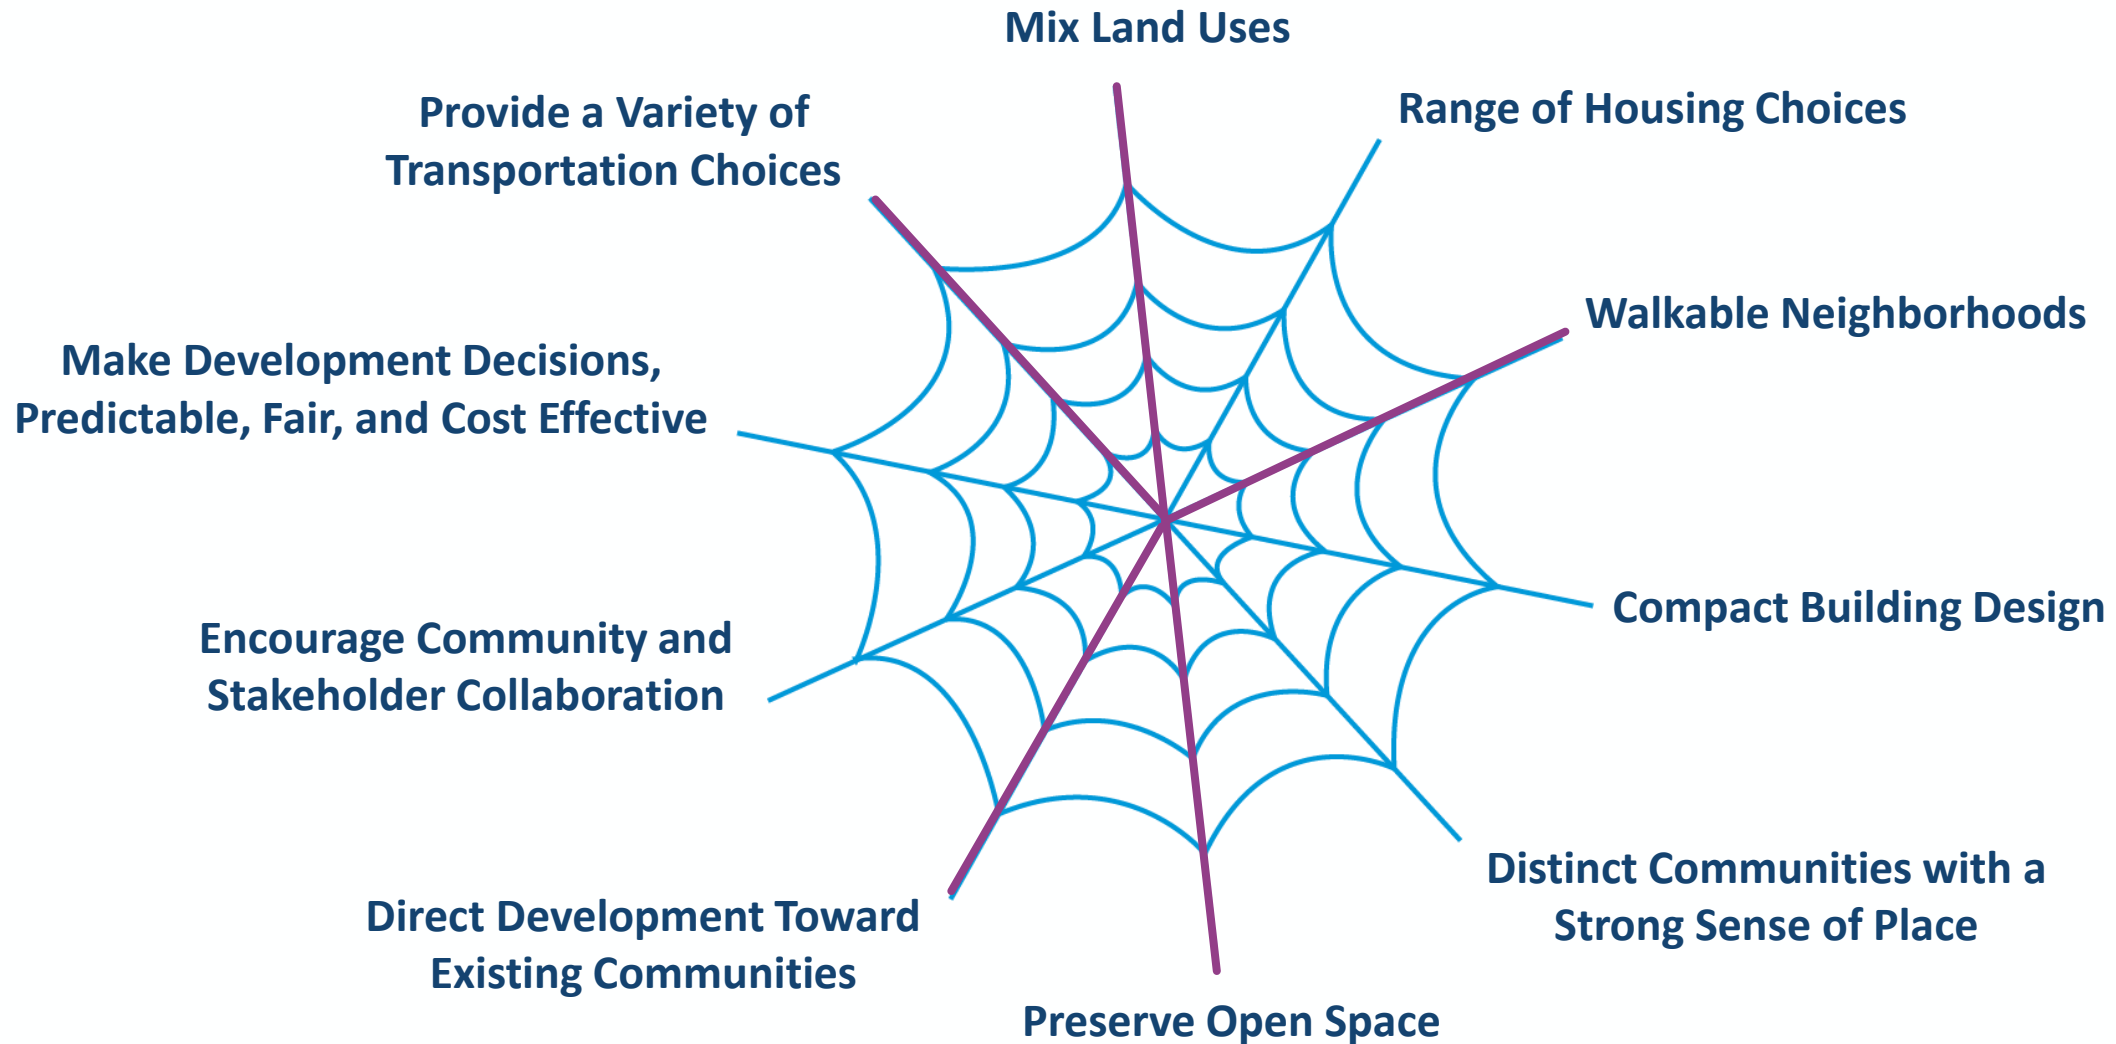 Mix Land Uses
Range of Housing Choices
Walkable Neighborhoods
Compact Building Design
Distinct Communities with a
Strong Sense of Place
Preserve Open Space
Direct Development Toward
Existing Communities
Encourage Community and
Stakeholder Collaboration
Make Development Decisions,
Predictable, Fair, and Cost Effective
Provide a Variety of
Transportation Choices